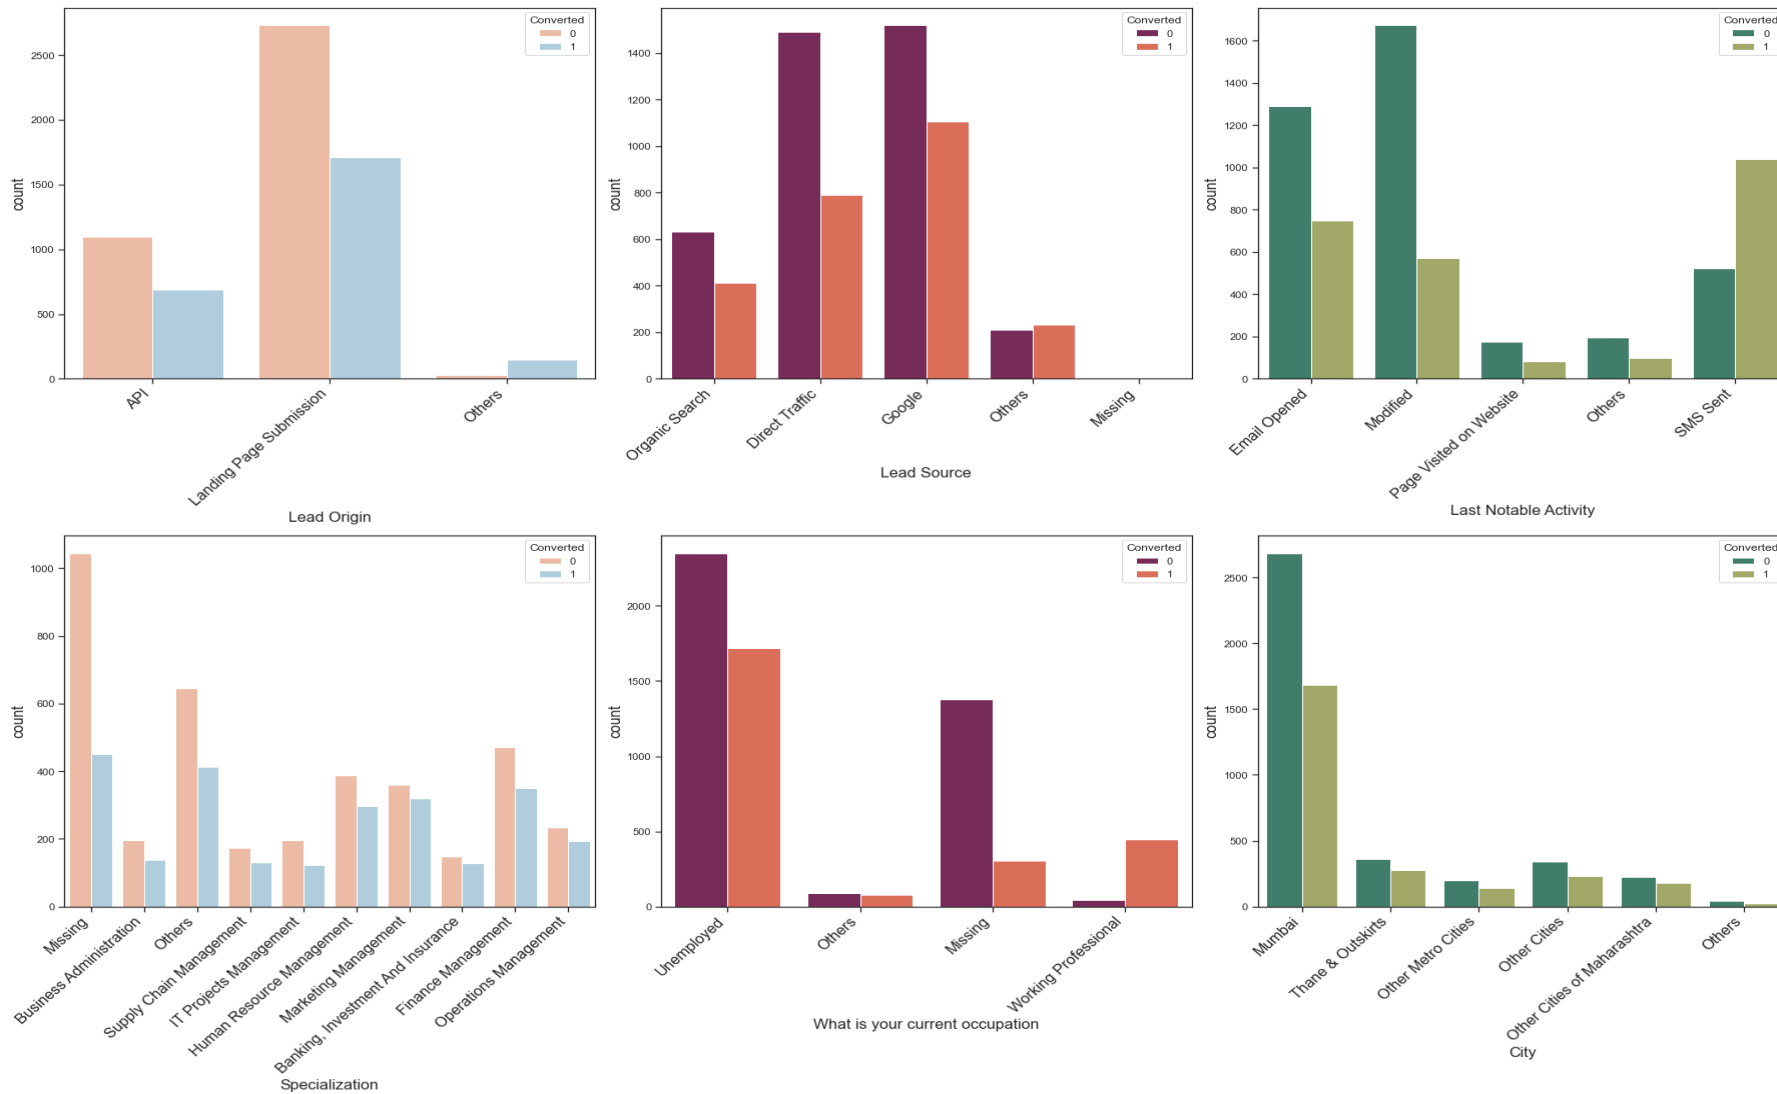 Converted
0
1
2500
2000
1500
1000
500
0
count
API
Landing Page Submission
Others
Lead Origin
Converted
0
1
1400
1200
1000
800
600
400
200
0
count
Organic Search
Direct Traffic
Google
Others
Missing
Lead Source
Converted
0
1
1600
1400
1200
1000
800
600
400
200
0
count
Email Opened
Modified
Page Visited on Website
Others
SMS Sent
Last Notable Activity
Converted
0
1
1000
800
600
400
200
0
count
Missing
Business Administration
Others
Supply Chain Management
IT Projects Management
Human Resource Management
Marketing Management
Banking, Investment And Insurance
Finance Management
Operations Management
Specialization
Converted
0
1
2000
1500
1000
500
0
count
Unemployed
Others
Missing
Working Professional
What is your current occupation
Converted
0
1
2500
2000
1500
1000
500
0
count
Mumbai
Thane & Outskirts
Other Metro Cities
Other Cities
Other Cities of Maharashtra
Others
City